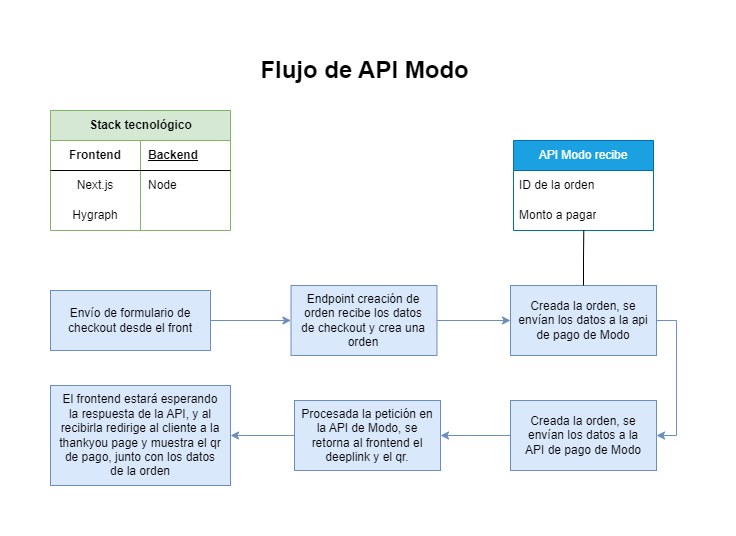 Flujo de API Modo
Stack tecnológico
Frontend Backend
Next.js Node
Hygraph
API Modo recibe
ID de la orden
Monto a pagar
Envío de formulario de
checkout desde el front
Endpoint creación de
orden recibe los datos
de checkout y crea una
orden
Creada la orden, se
envían los datos a la api
de pago de Modo
Creada la orden, se
envían los datos a la
API de pago de Modo
Procesada la petición en
la API de Modo, se
retorna al frontend el
deeplink y el qr.
El frontend estará esperando
la respuesta de la API, y al
recibirla redirige al cliente a la
thankyou page y muestra el qr
de pago, junto con los datos
de la orden